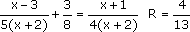 (x − 3)/(5(x + 2)) + 3/8 = (x + 1)/(4(x + 2))   R = 4/13